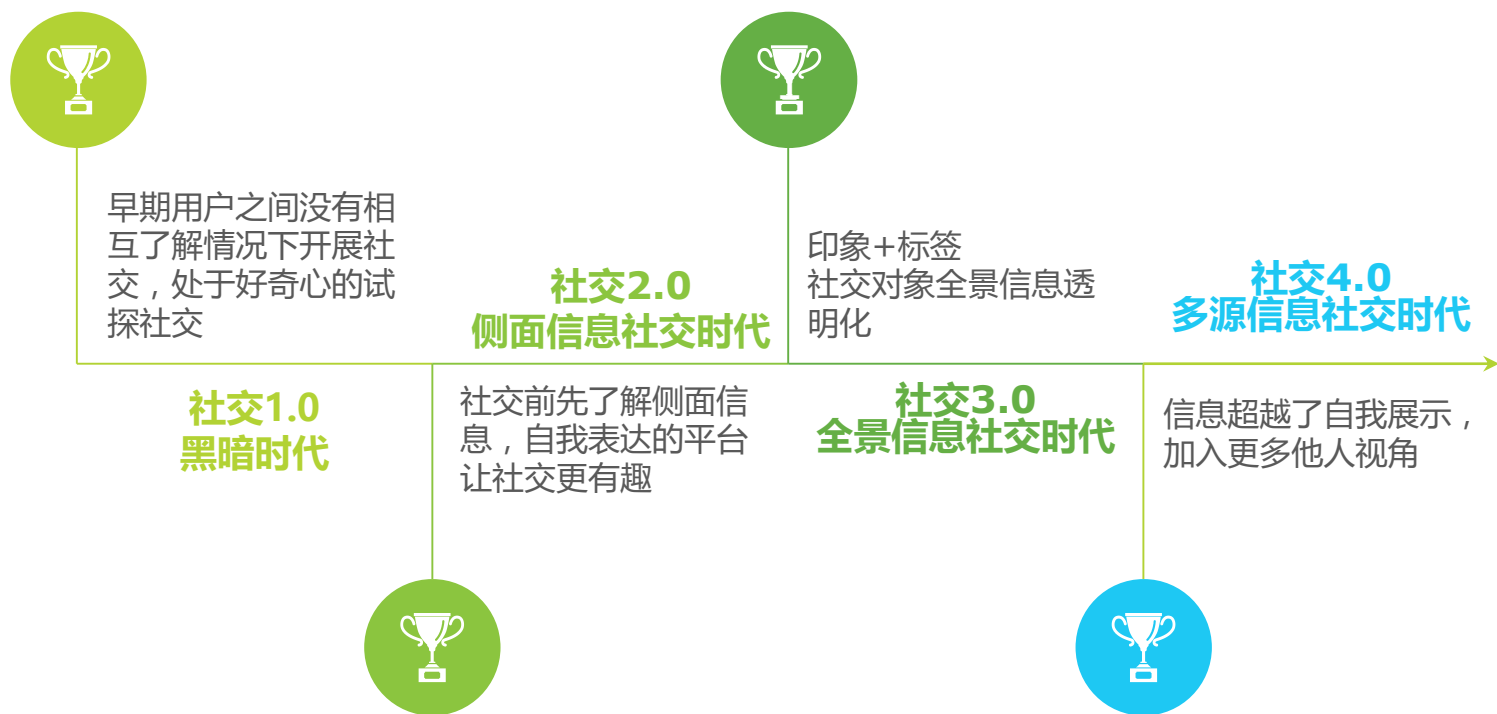 早期用户之间没有相
互了解情况下开展社
交，处于好奇心的试
探社交
社交1.0
黑暗时代
社交2.0
侧面信息社交时代
社交前先了解侧面信
息，自我表达的平台
让社交更有趣
印象+标签
社交对象全景信息透
明化
社交3.0
全景信息社交时代
社交4.0
多源信息社交时代
信息超越了自我展示，
加入更多他人视角